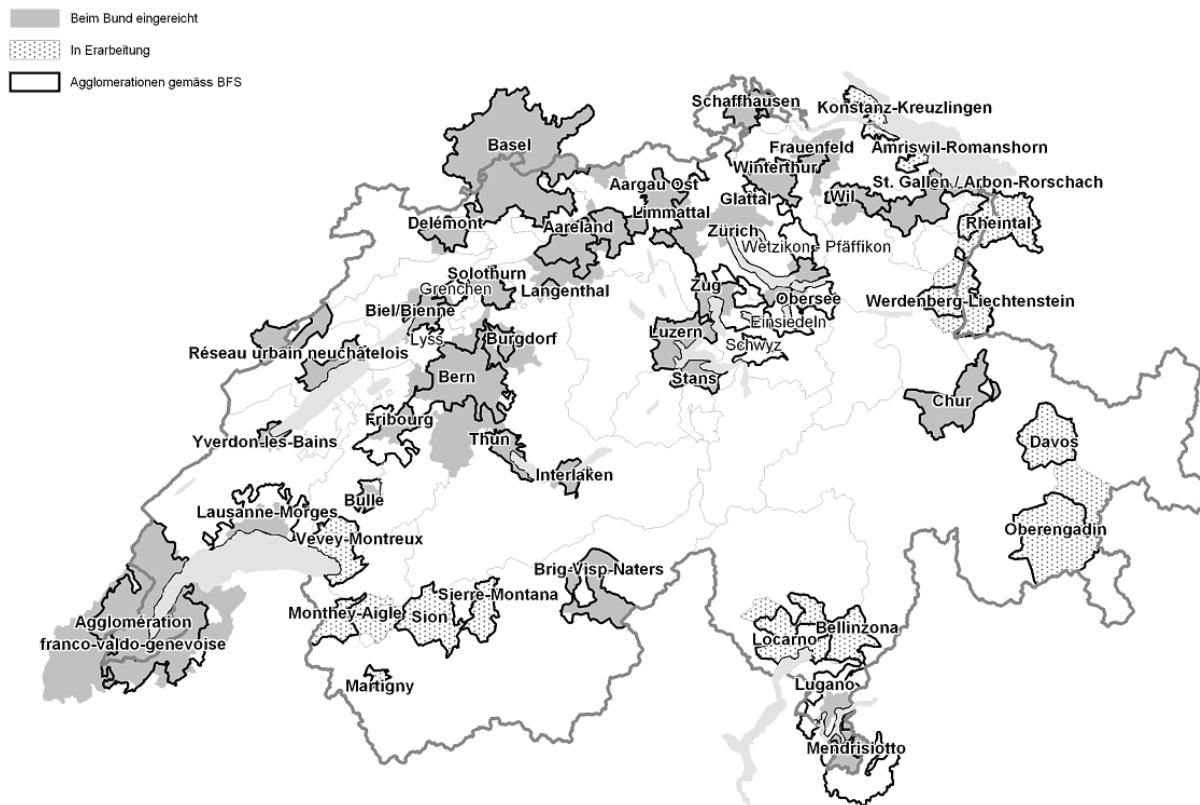 Beim Bund eingereicht
In Erarbeitung
Agglomerationen gemäss BFS
Schaffhausen
Konstanz-Kreuzlingen
Basel
Frauenfeld
Amriswil-Romanshorn
Winterthur
Aargau Ost
St. Gallen / Arbon-Rorschach
Glattal
Wil
Limmattal
Delémont
Aareland
Rheintal
Zürich
Wetzikon - Pfäffikon
Solothurn
Grenchen
Langenthal
Zug
Obersee
Werdenberg-Liechtenstein
Biel/Bienne
Einsiedeln
Luzern
Lyss
Burgdorf
Schwyz
Réseau urbain neuchâtelois
Bern
Stans
Chur
Fribourg
Yverdon-les-Bains
Thun
Davos
Interlaken
Bulle
Lausanne-Morges
Oberengadin
Vevey-Montreux
Brig-Visp-Naters
Sierre-Montana
Monthey-Aigle
Sion
Agglomération
franco-valdo-genevoise
Bellinzona
Locarno
Martigny
Lugano
Mendrisiotto